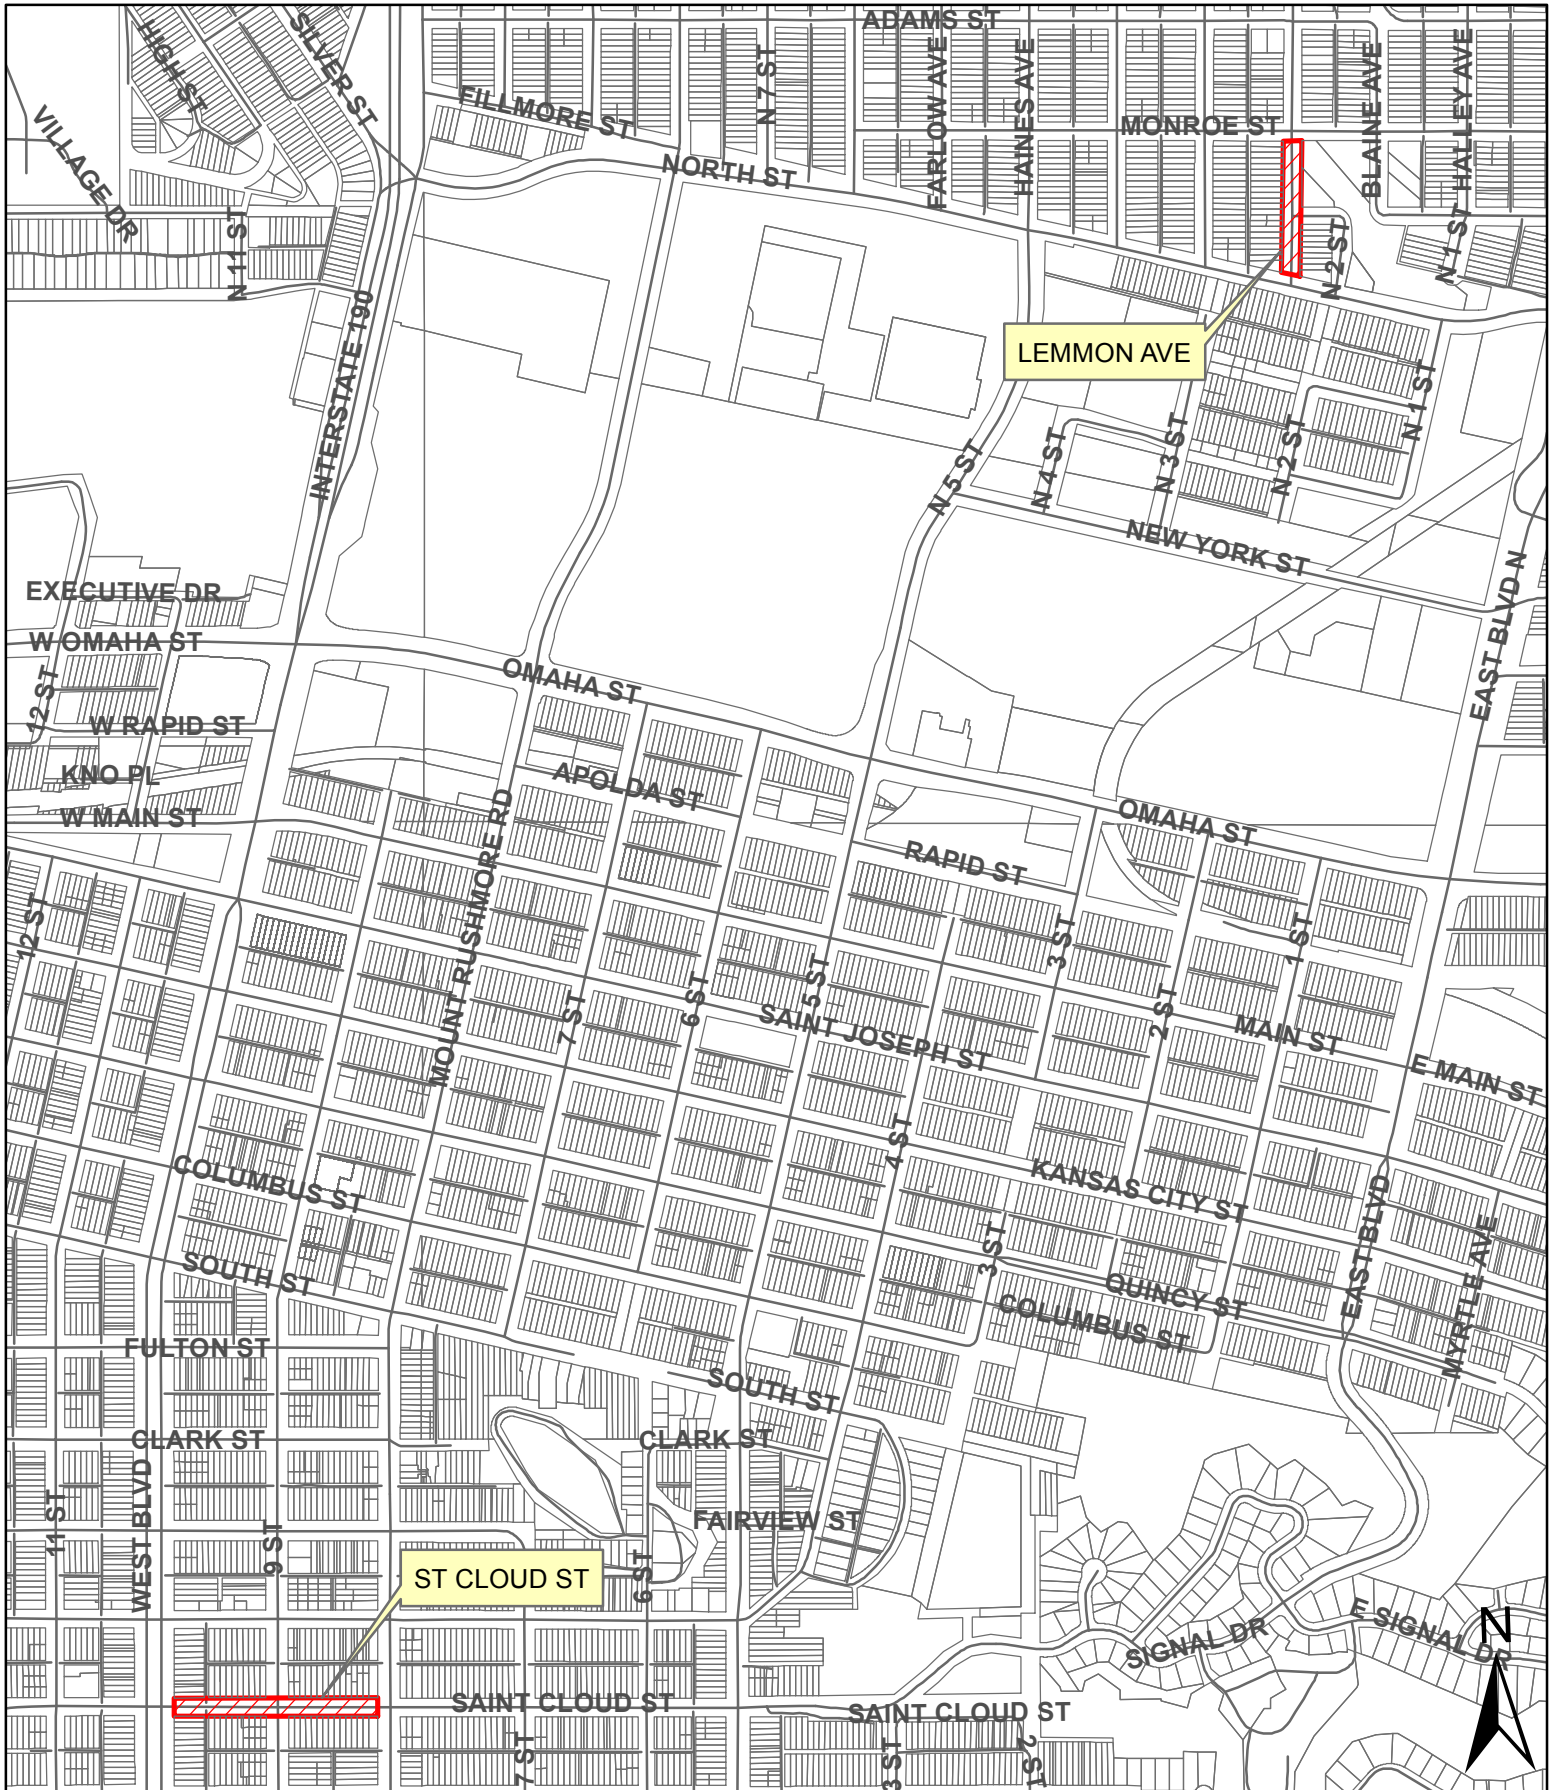 ADAMS ST
HIGH ST
SILVER ST
N 7 ST
FARLOW AVE
HAINES AVE
BLAINE AVE
HALLEY AVE
VILLAGE DR
FILLMORE ST
MONROE ST
NORTH ST
N 11 ST
N 2 ST
N 1 ST
INTERSTATE 190
LEMMON AVE
N 1 ST
N 5 ST
N 4 ST
N 3 ST
N 2 ST
NEW YORK ST
EXECUTIVE DR
W OMAHA ST
EAST BLVD N
OMAHA ST
12 ST
W RAPID ST
KNO PL
APOLDA ST
W MAIN ST
OMAHA ST
MOUNT RUSHMORE RD
RAPID ST
12 ST
3 ST
1 ST
5 ST
6 ST
7 ST
2 ST
SAINT JOSEPH ST
MAIN ST
E MAIN ST
4 ST
COLUMBUS ST
KANSAS CITY ST
EAST BLVD
MYRTLE AVE
3 ST
SOUTH ST
QUINCY ST
COLUMBUS ST
FULTON ST
SOUTH ST
CLARK ST
CLARK ST
11 ST
WEST BLVD
9 ST
FAIRVIEW ST
6 ST
ST CLOUD ST
SIGNAL DR
E SIGNAL DR
N
SAINT CLOUD ST
SAINT CLOUD ST
7 ST
3 ST
2 ST